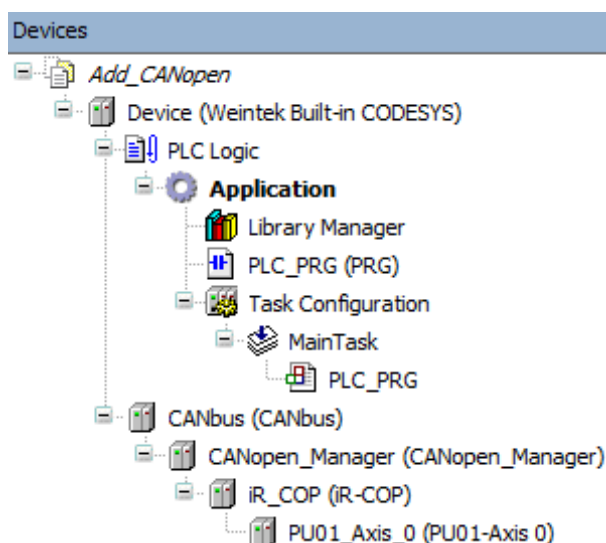 Devices
Add_CANopen
Device (Weintek Built-in CODESYS)
PLC Logic
Application
Library Manager
PLC_PRG (PRG)
Task Configuration
MainTask
PLC_PRG
CANbus (CANbus)
CANopen_Manager (CANopen_Manager)
iR_COP (iR-COP)
PU01_Axis_0 (PU01-Axis 0)